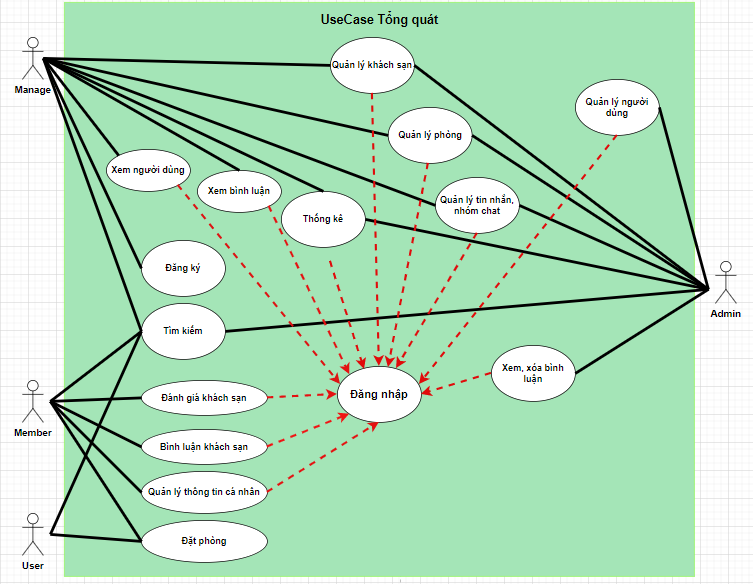 UseCase Tổng quát
Manage
Quản lý khách sạn
Quản lý người
dùng
Quản lý phòng
Xem người dùng
Xem bình luận
Quản lý tin nhắn,
nhóm chat
Thống kê
Đăng ký
Admin
Tìm kiếm
Xem, xóa bình
luận
Đăng nhập
Đánh giá khách sạn
Member
Bình luận khách sạn
Quản lý thông tin cá nhân
Đặt phòng
User